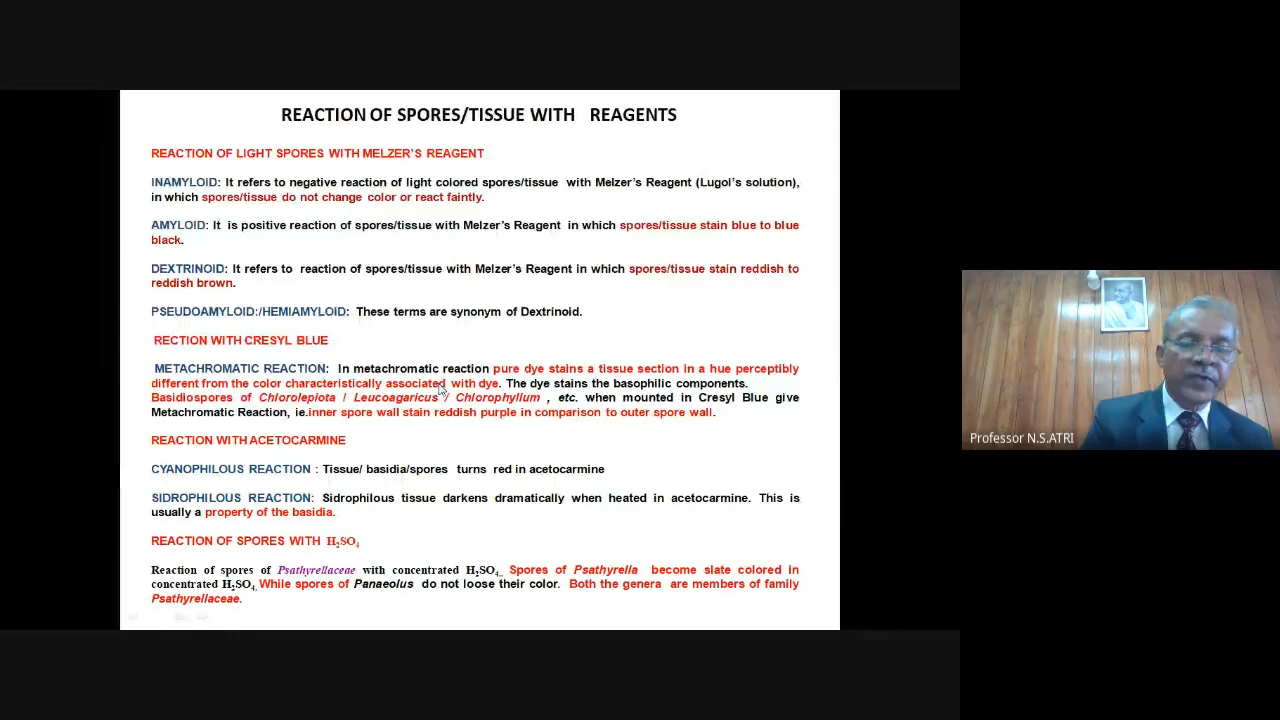 REACTION OF SPORES/TISSUE WITH REAGENTS
REACTION OF LIGHT SPORES WITH MELZER'S REAGENT
INAMYLOID: It refers to negative reaction of light colored spores/tissue with Melzer's Reagent (Lugol's solution),
in which spores/tissue do not change color or react faintly.
AMYLOID: It is positive reaction of spores/tissue with Melzer's Reagent in which spores/tissue stain blue to blue
black.
DEXTRINOID: It refers to reaction of spores/tissue with Melzer's Reagent in which spores/tissue stain reddish to
reddish brown.
PSEUDOAMYLOID:/HEMIAMYLOID: These terms are synonym of Dextrinoid.
RECTION WITH CRESYL BLUE
METACHROMATIC REACTION: In metachromatic reaction pure dye stains a tissue section in a hue perceptibly
different from the color characteristically associated with dye. The dye stains the basophilic components.
Basidiospores of Chlorolepiota / Leucoagaricus / Chlorophyllum , etc. when mounted in Cresyl Blue give
Metachromatic Reaction, ie.inner spore wall stain reddish purple in comparison to outer spore wall.
REACTION WITH ACETOCARMINE
CYANOPHILOUS REACTION : Tissue/ basidia/spores turns red in acetocarmine
SIDROPHILOUS REACTION: Sidrophilous tissue darkens dramatically when heated in acetocarmine. This is
usually a property of the basidia.
REACTION OF SPORES WITH H₂SO₄
Reaction of spores of Psathyrellaceae with concentrated H₂SO₄. Spores of Psathyrella become slate colored in
concentrated H₂SO₄. While spores of Panaeolus do not loose their color. Both the genera are members of family
Psathyrellaceae.
Professor N.S.ATRI